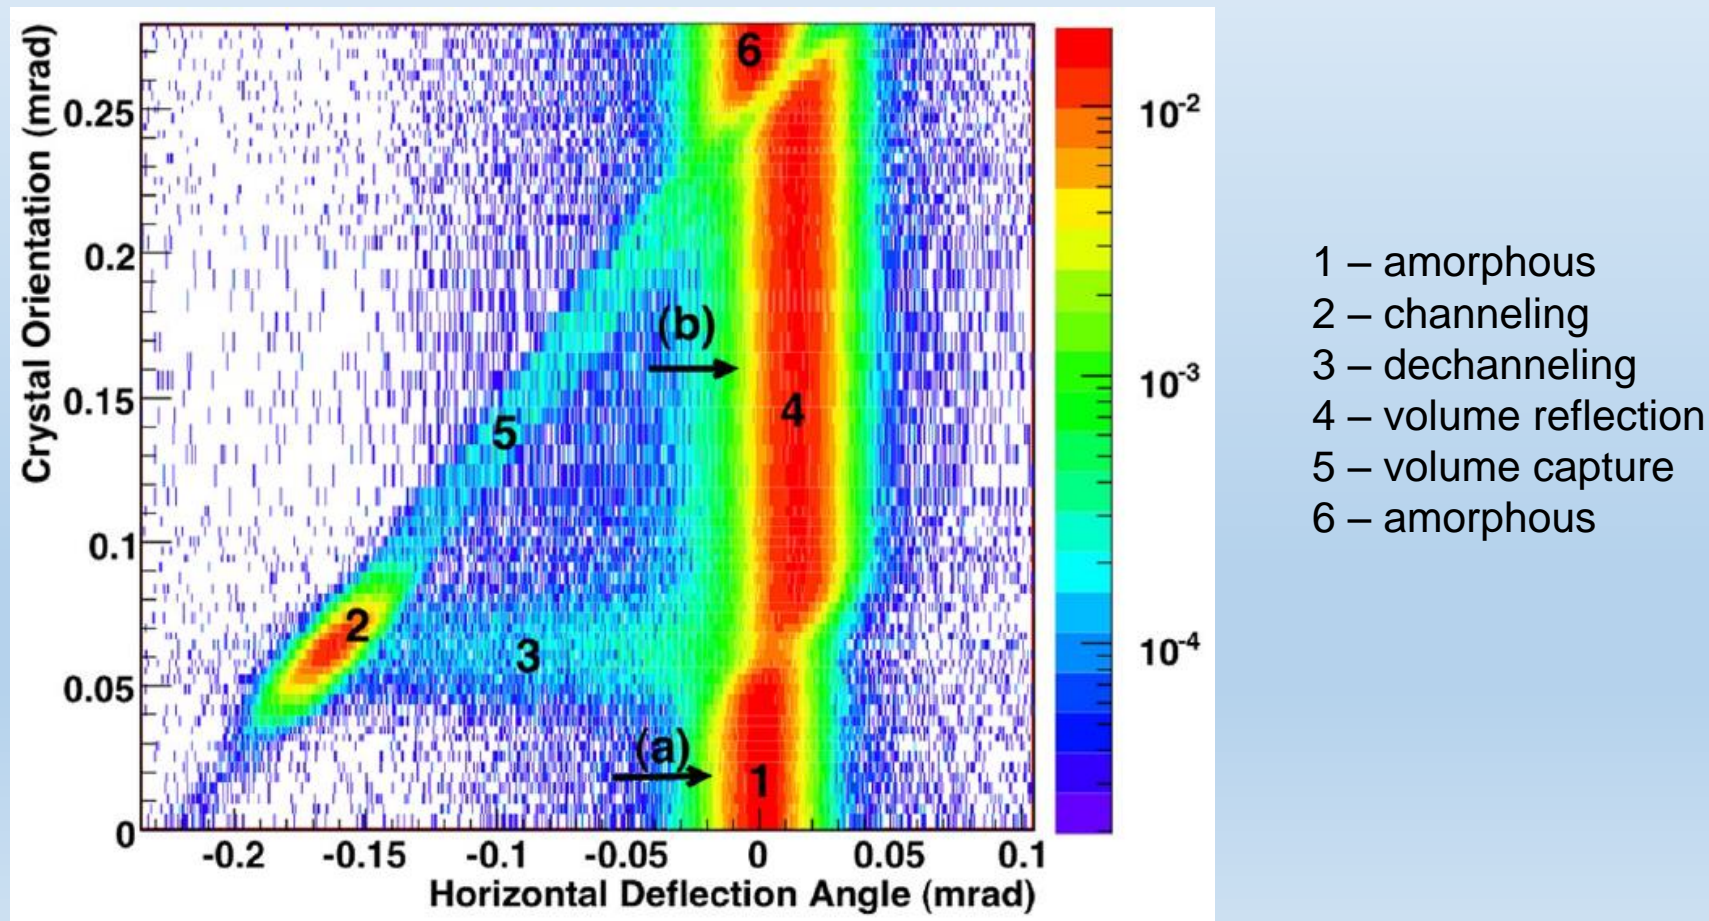 Crystal Orientation (mrad)
0.25
0.2
0.15
0.1
0.05
0
6
(b)
4
5
2
3
(a)
1
-0.2 -0.15 -0.1 -0.05 0 0.05 0.1
Horizontal Deflection Angle (mrad)
10-2
10-3
10-4
1 – amorphous
2 – channeling
3 – dechanneling
4 – volume reflection
5 – volume capture
6 – amorphous